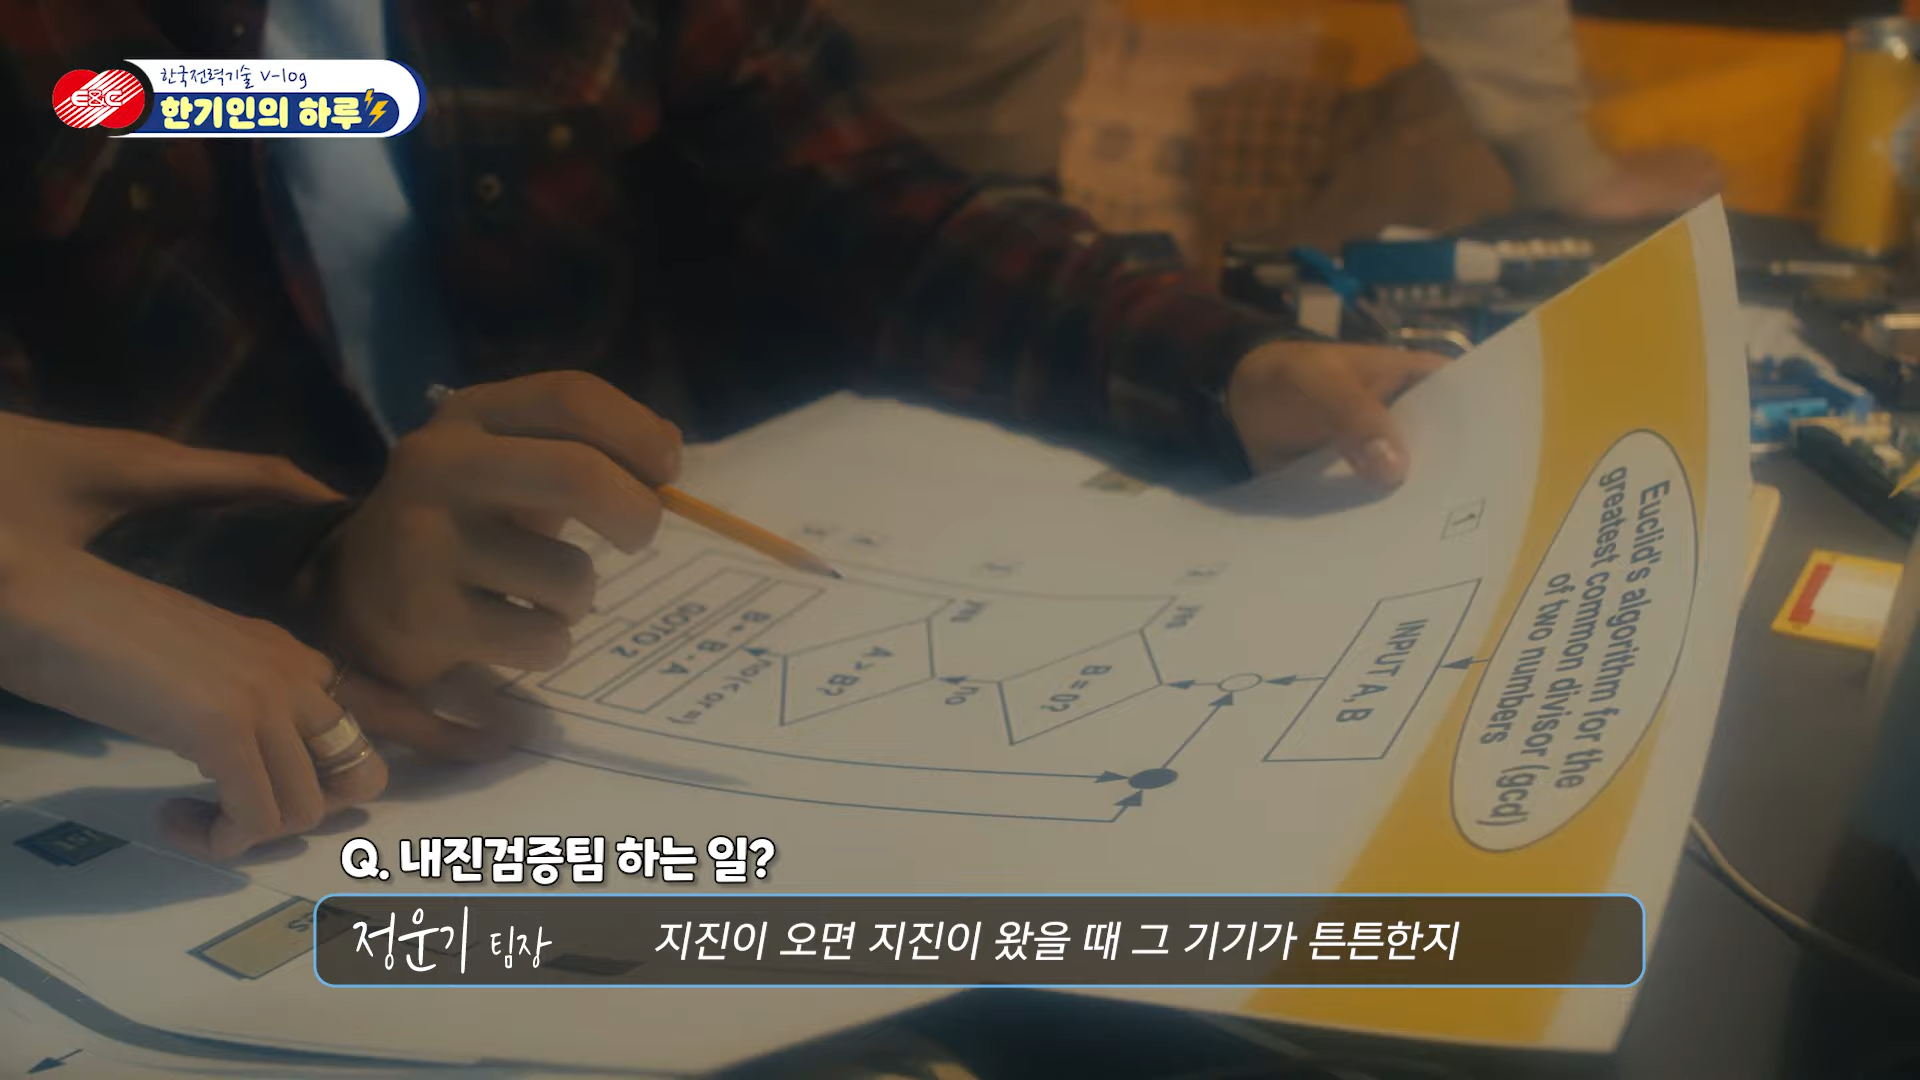 한국전력기술 V-log
E&C
한기인의 하루
Euclid's algorithm for the
greatest common divisor (gcd)
of two numbers
1
INPUT A, B
2
B = 0?
yes
no
A > B?
yes
no (< or =)
B = B - A
GOTO 2
Q. 내진검증팀 하는 일?
정운기 팀장
지진이 오면 지진이 왔을 때 그 기기가 튼튼한지